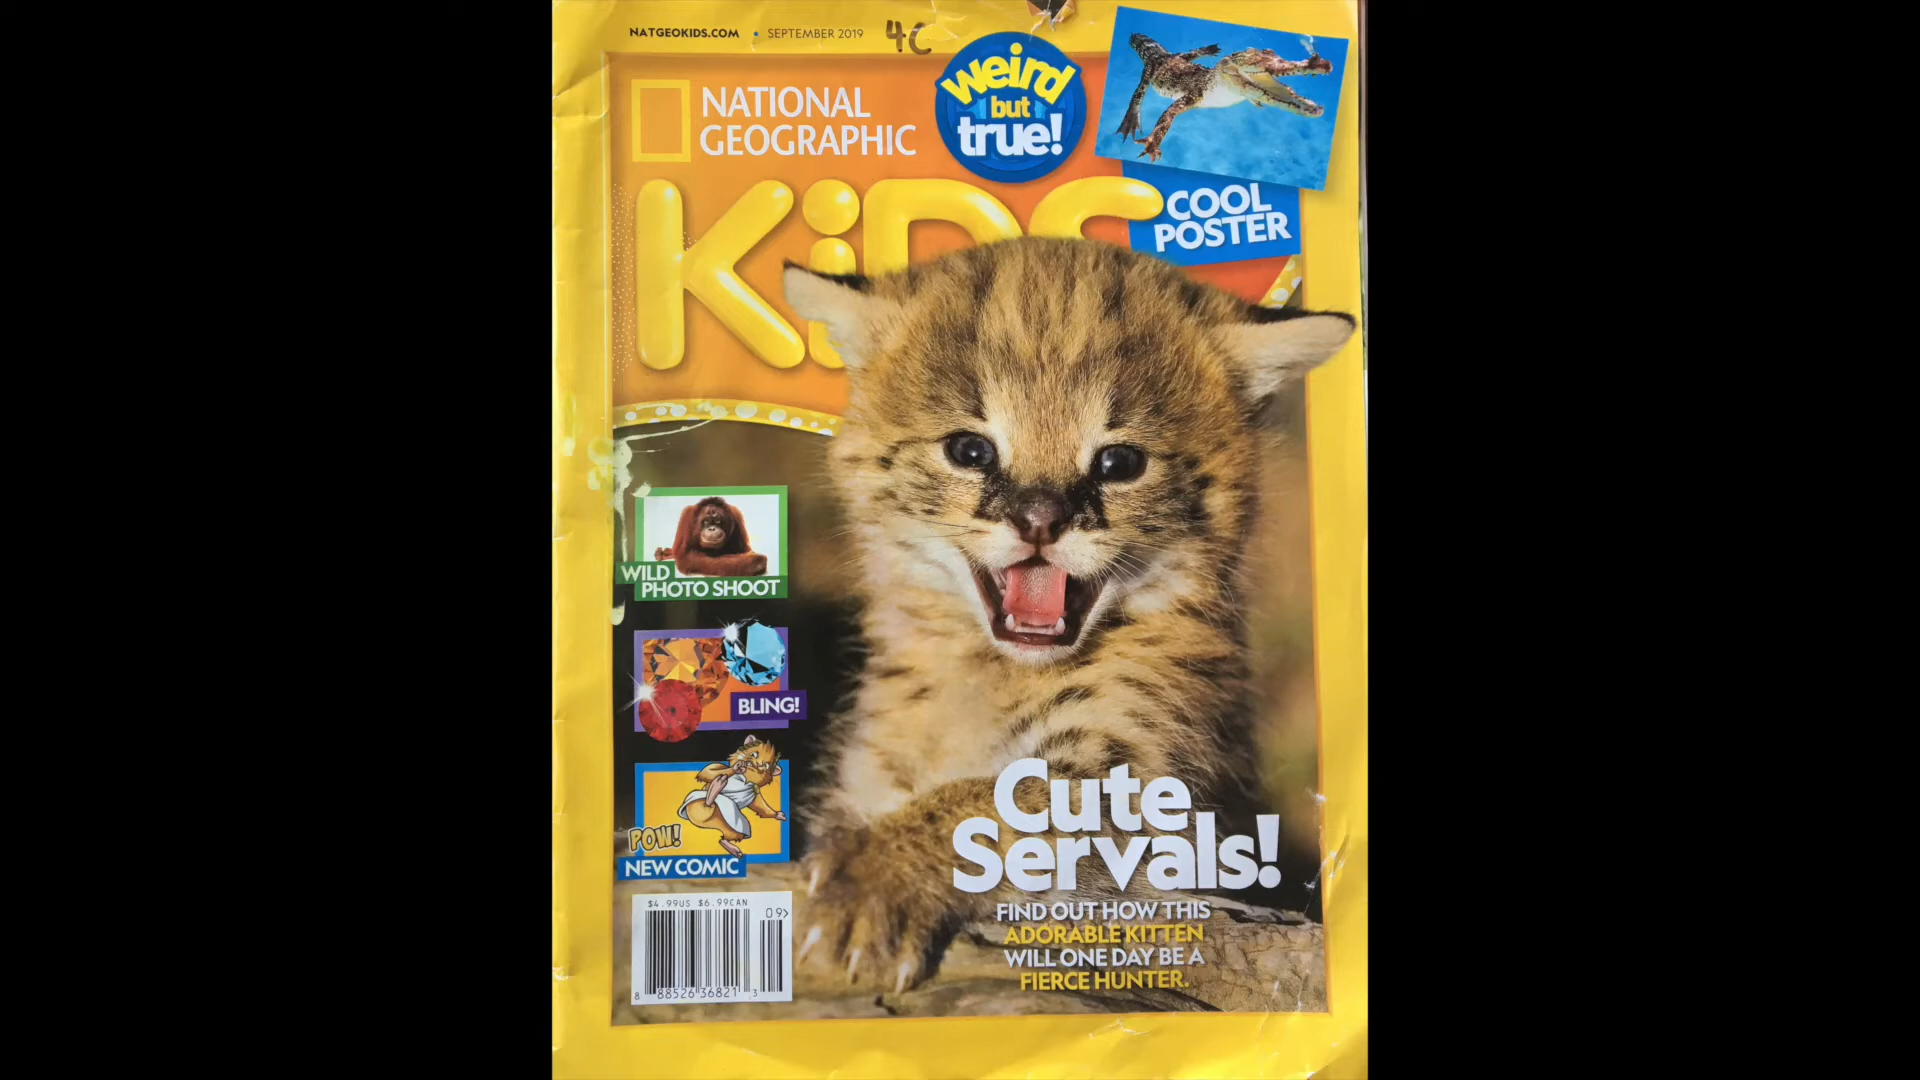 NATGEOKIDS.COM • SEPTEMBER 2019
4C
NATIONAL
GEOGRAPHIC
KiDS
weird
but
true!
COOL
POSTER
WILD
PHOTO SHOOT
BLING!
POW!
NEW COMIC
Cute
Servals!
FIND OUT HOW THIS
ADORABLE KITTEN
WILL ONE DAY BE A
FIERCE HUNTER.
$4.99US $6.99CAN
09>
8 88526 36821 3